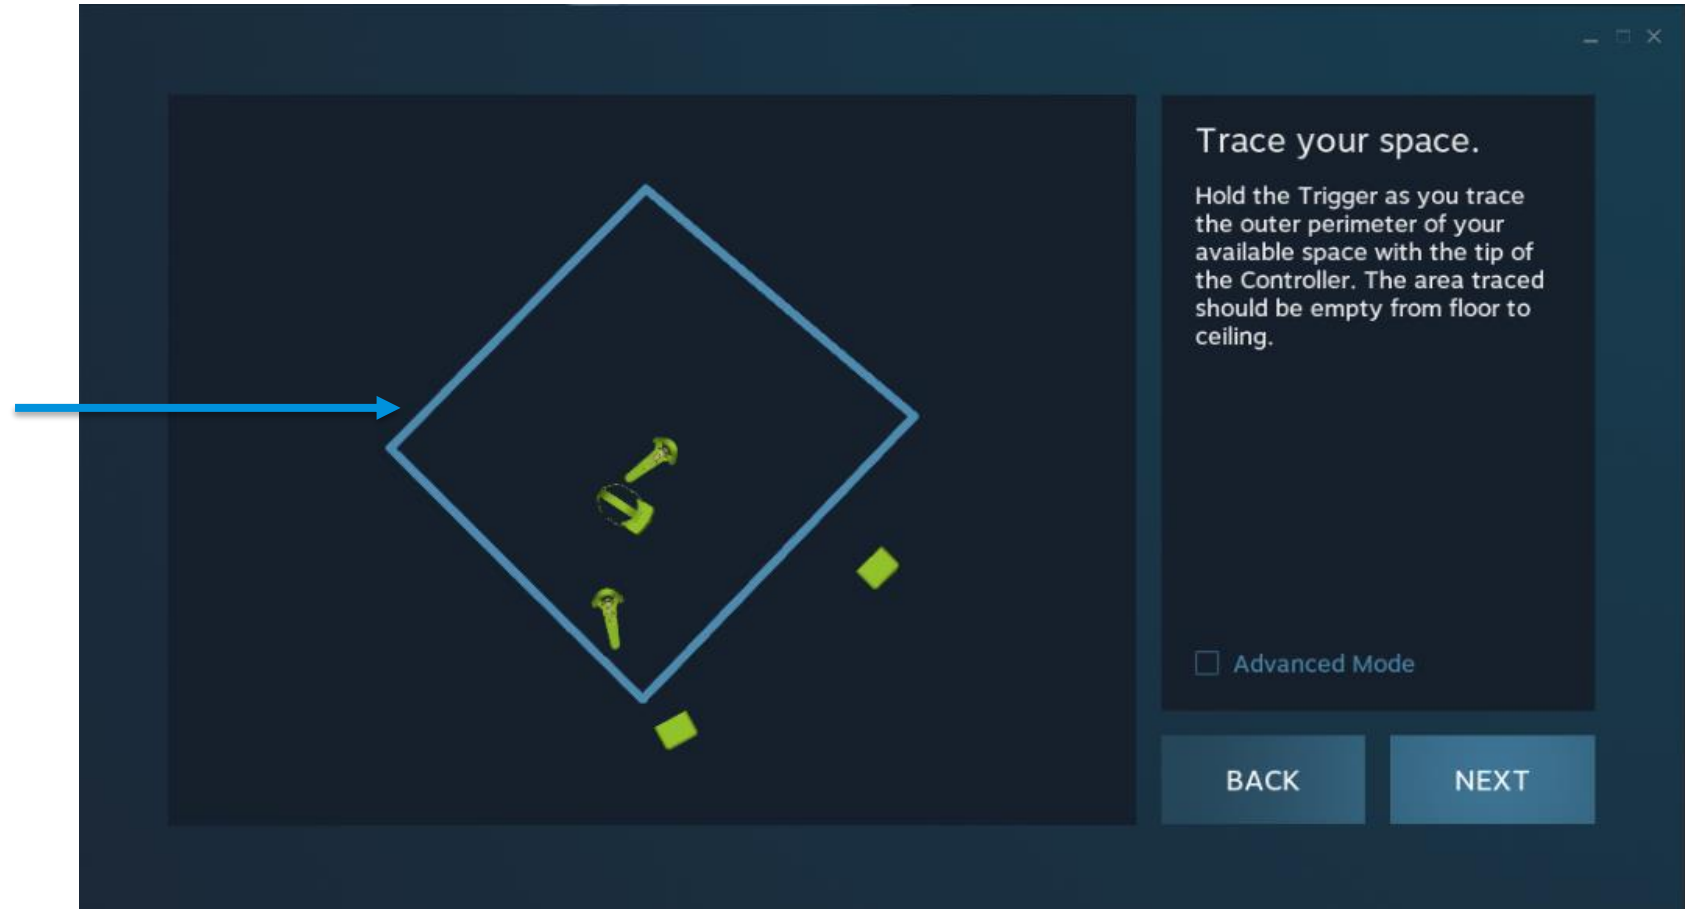 Trace your space.
Hold the Trigger as you trace
the outer perimeter of your
available space with the tip of
the Controller. The area traced
should be empty from floor to
ceiling.
Advanced Mode
BACK
NEXT